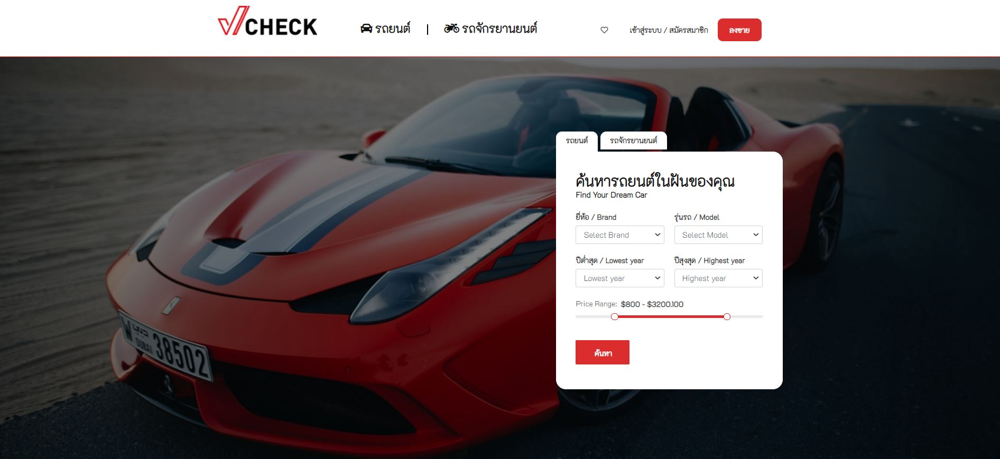 CHECK
รถยนต์ | รถจักรยานยนต์
เข้าสู่ระบบ / สมัครสมาชิก
ลงขาย
รถยนต์
รถจักรยานยนต์
ค้นหารถยนต์ในฝันของคุณ
Find Your Dream Car
ยี่ห้อ / Brand
รุ่นรถ / Model
Select Brand
Select Model
ปีต่ำสุด / Lowest year
ปีสูงสุด / Highest year
Lowest year
Highest year
Price Range: $800 - $3200.100
ค้นหา
W دبي DUBAI 38502